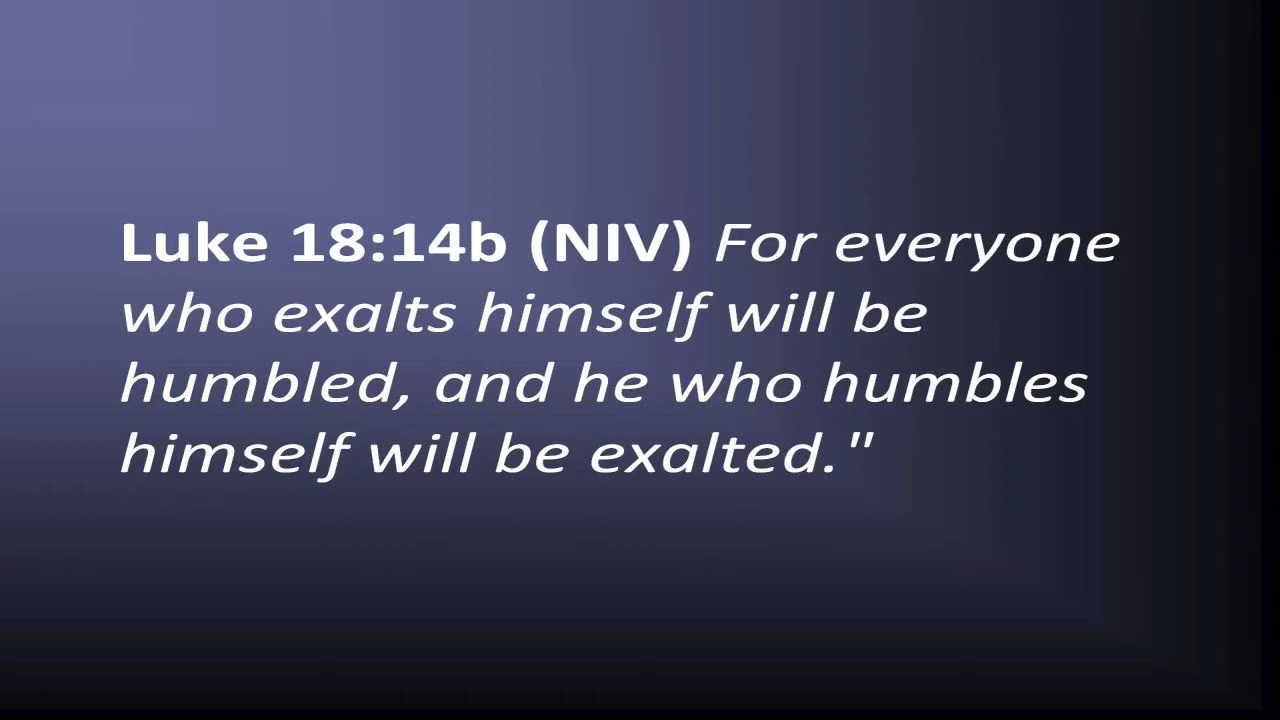 Luke 18:14b (NIV) For everyone
who exalts himself will be
humbled, and he who humbles
himself will be exalted."